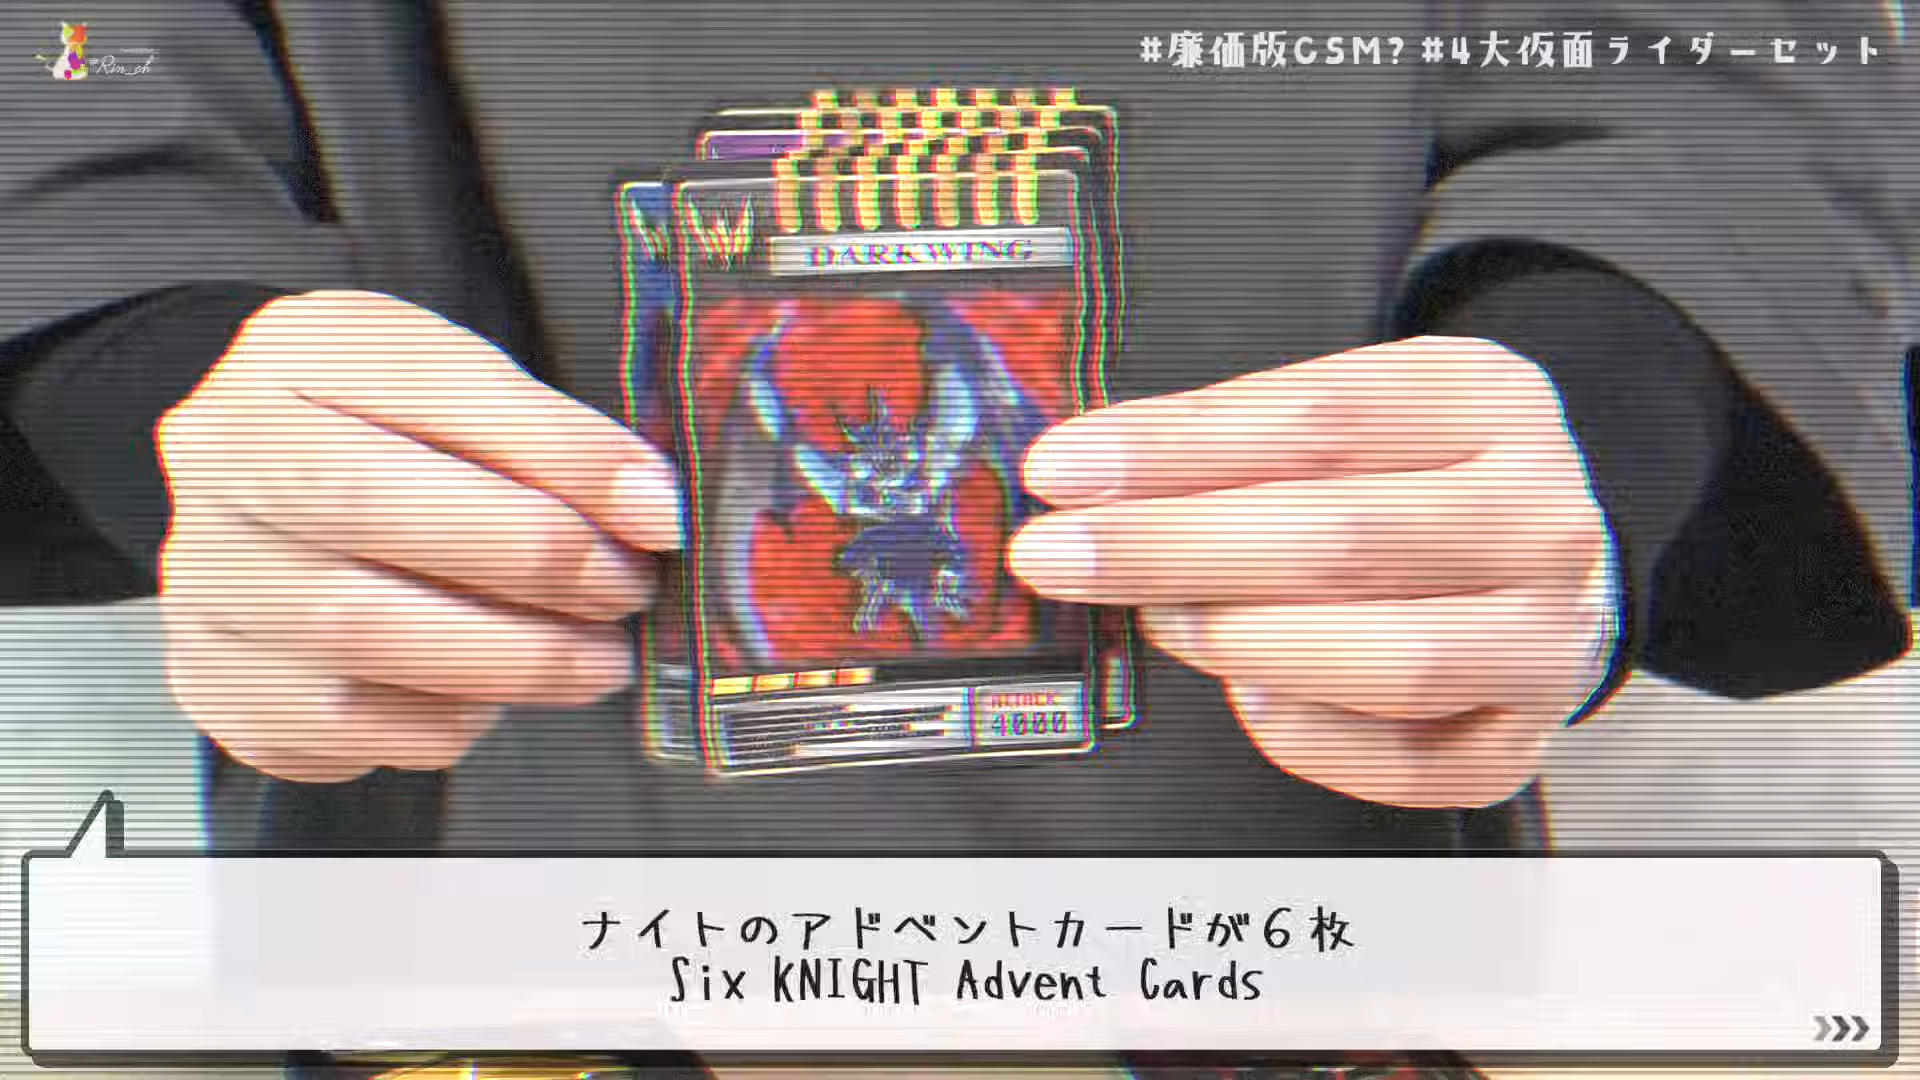 #廉価版CSM? #4大仮面ライダーセット
Rin_ch
DARKWING
ATTACK
4000
ナイトのアドベントカードが6枚
Six KNIGHT Advent Cards